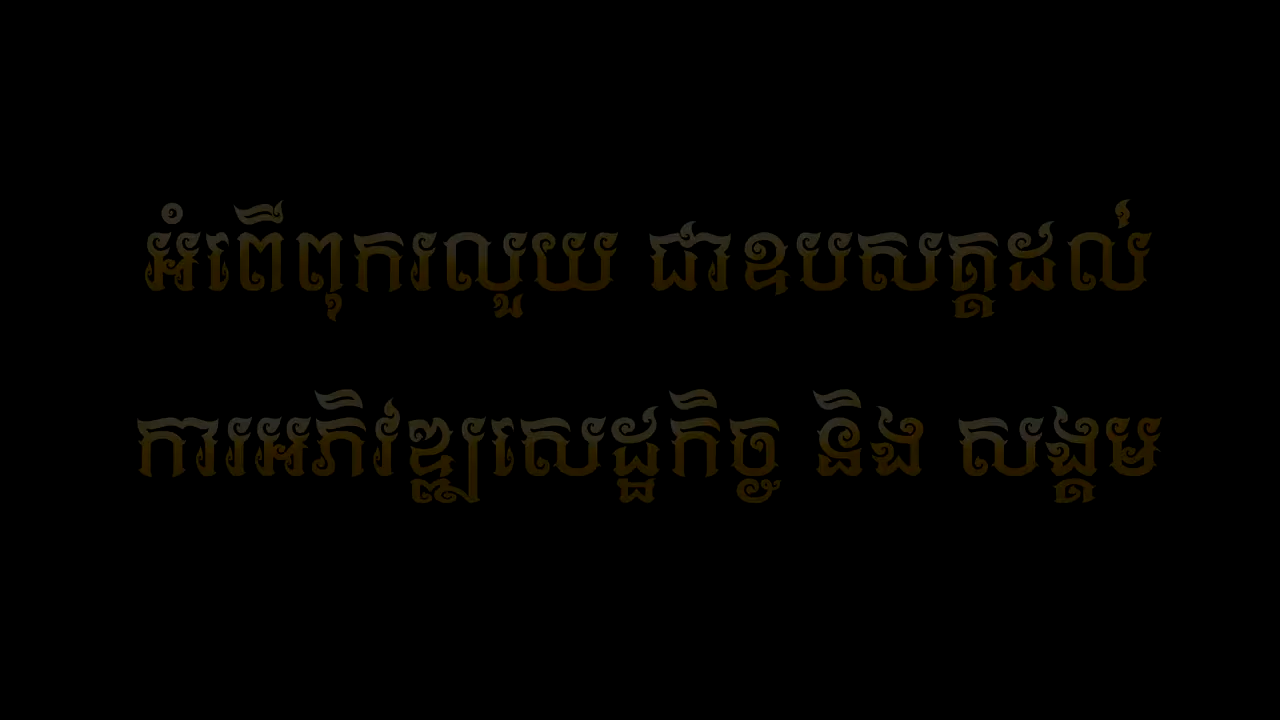 អំពើពុករលួយ ជាឧបសគ្គដល់
ការអភិវឌ្ឍសេដ្ឋកិច្ច និង សង្គម